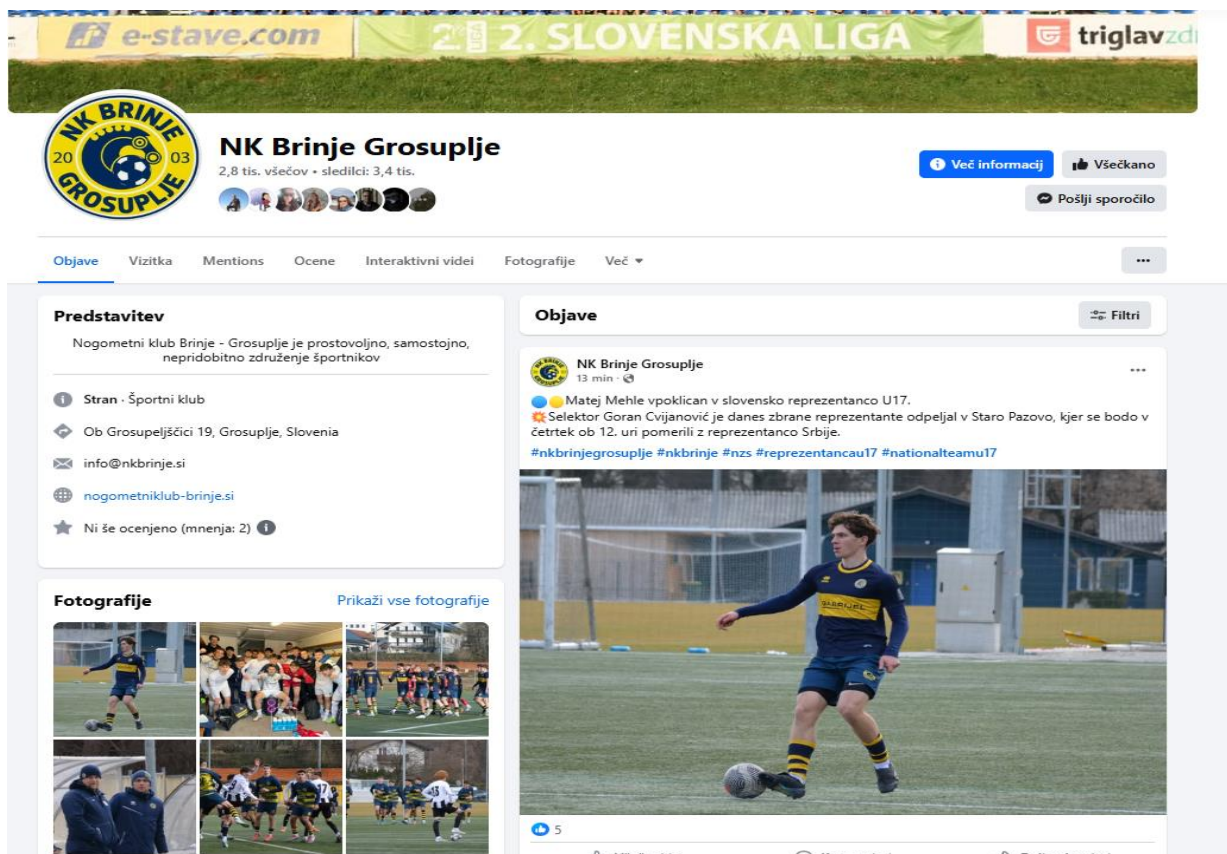 e-stave.com
2. SLOVENSKA LIGA
triglav
NK BRINJE
20 03
GROSUPLJE
NK Brinje Grosuplje
2,8 tis. všečov • sledilci: 3,4 tis.
Več informacij
Všečkano
Pošlji sporočilo
Objave Vizitka Mentions Ocene Interaktivni videi Fotografije Več
Predstavitev
Nogometni klub Brinje - Grosuplje je prostovoljno, samostojno,
nepridobitno združenje športnikov
Stran · Športni klub
Ob Grosupeljščici 19, Grosuplje, Slovenia
info@nkbrinje.si
nogometniklub-brinje.si
Ni še ocenjeno (mnenja: 2)
Fotografije
Prikaži vse fotografije
Objave
Filtri
NK Brinje Grosuplje
13 min ·
Matej Mehle vpoklican v slovensko reprezentanco U17.
Selektor Goran Cvijanović je danes zbrane reprezentante odpeljal v Staro Pazovo, kjer se bodo v
četrtek ob 12. uri pomerili z reprezentanco Srbije.
#nkbrinjegrosuplje #nkbrinje #nzs #reprezentancau17 #nationalteamu17
5